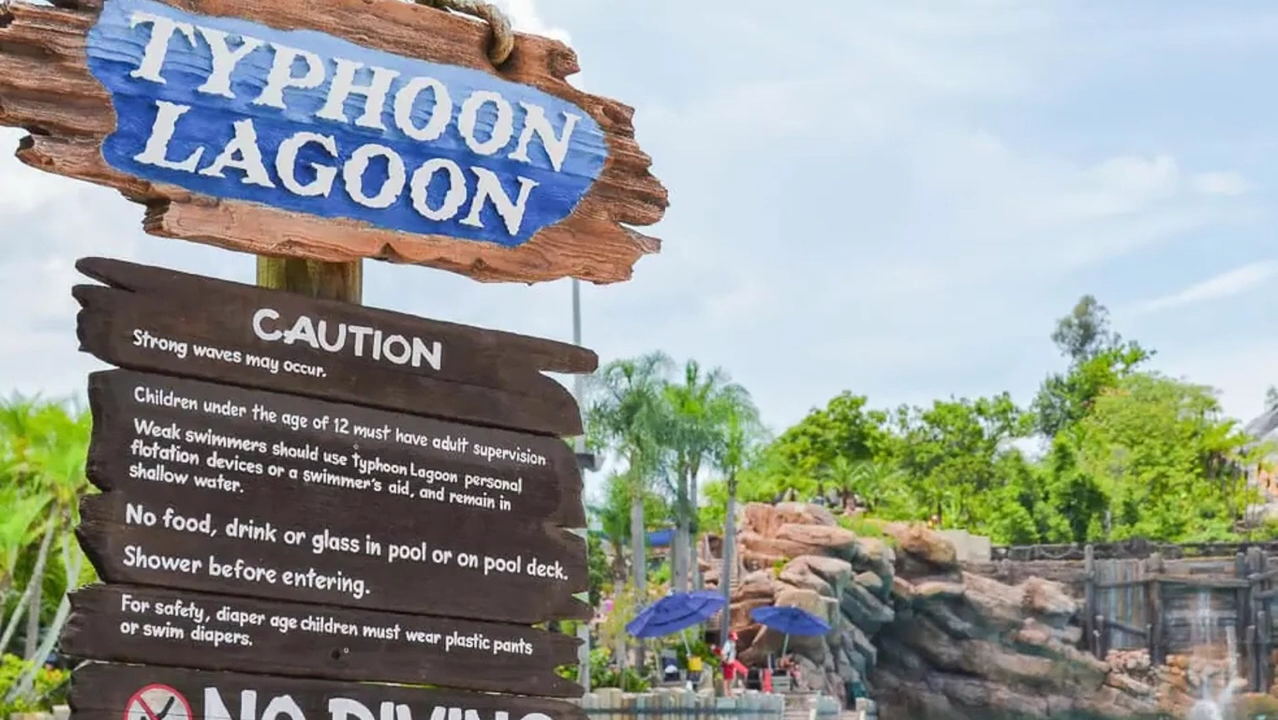 TYPHOON
LAGOON
CAUTION
Strong waves may occur.
Children under the age of 12 must have adult supervision
Weak swimmers should use Typhoon Lagoon personal
flotation devices or a swimmer's aid, and remain in
shallow water.
No food, drink or glass in pool or on pool deck.
Shower before entering.
For safety, diaper age children must wear plastic pants
or swim diapers.
NO DIVING